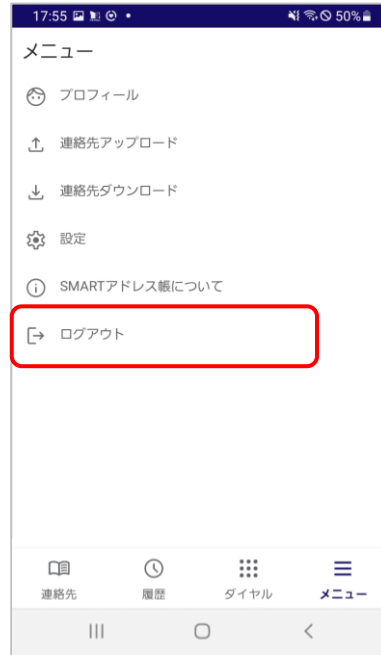 17:55 50%
メニュー
プロフィール
連絡先アップロード
連絡先ダウンロード
設定
SMARTアドレス帳について
ログアウト
連絡先 履歴 ダイヤル メニュー